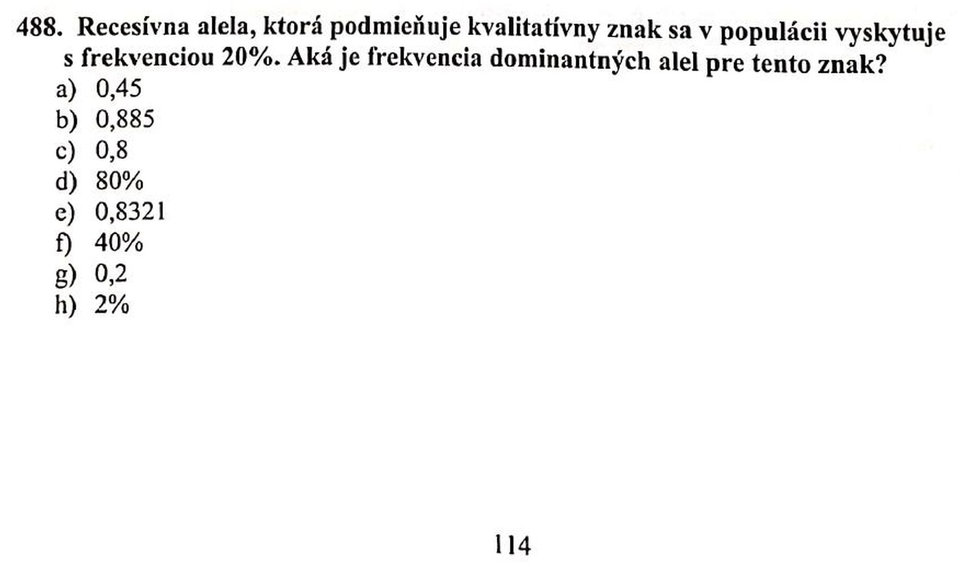 488. Recesívna alela, ktorá podmieňuje kvalitatívny znak sa v populácii vyskytuje
s frekvenciou 20%. Aká je frekvencia dominantných alel pre tento znak?
a) 0,45
b) 0,885
c) 0,8
d) 80%
e) 0,8321
f) 40%
g) 0,2
h) 2%
114